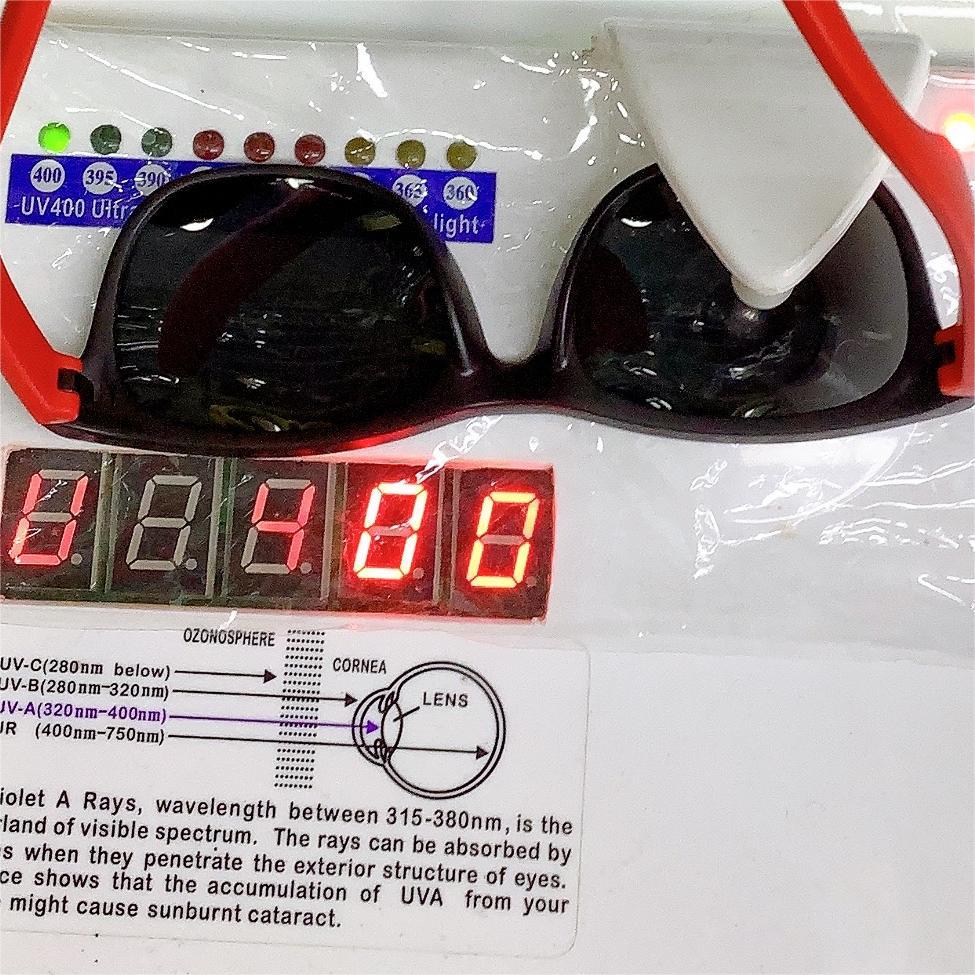 400 395 390 365 360
UV400 light
U 400
OZONOSPHERE
UV-C(280nm below)
CORNEA
UV-B(280nm-320nm)
LENS
UV-A(320nm-400nm)
(400nm-750nm)
iolet A Rays, wavelength between 315-380nm, is the
land of visible spectrum. The rays can be absorbed by
s when they penetrate the exterior structure of eyes.
ce shows that the accumulation of UVA from your
might cause sunburnt cataract.